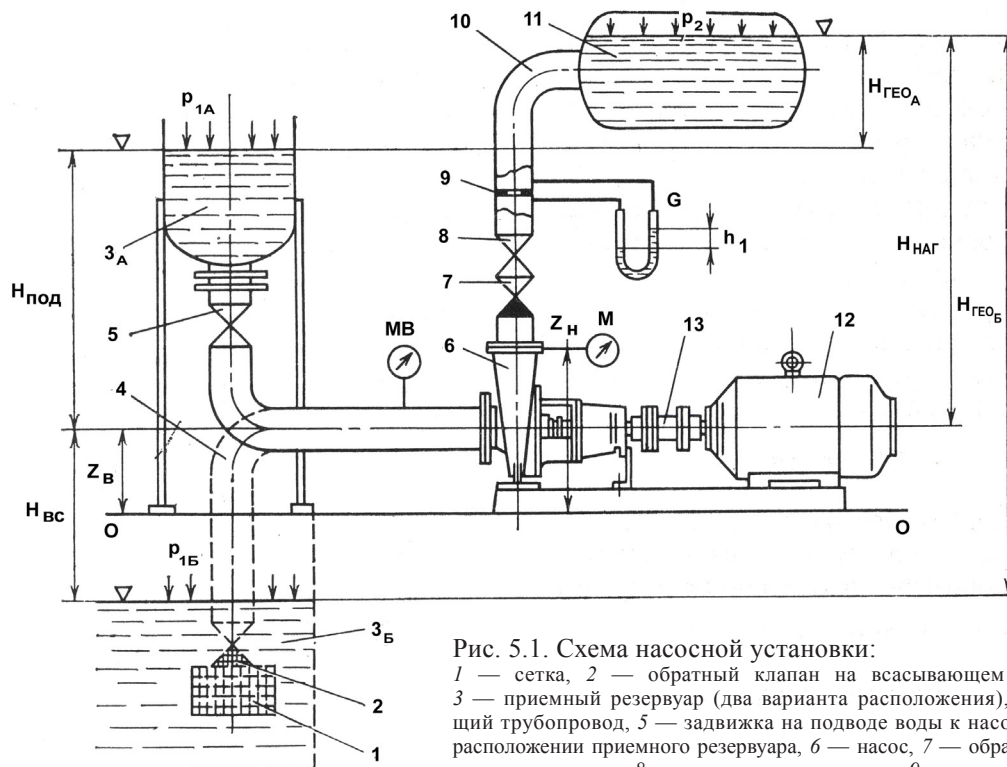 10
11
p2
HГЕОА
p1А
9
G
3А
8
h1
HНАГ
HПОД
7
HГЕОБ
5
МВ
6
ZН
М
13
12
4
ZВ
HВС
О
О
p1Б
3Б
2
1
Рис. 5.1. Схема насосной установки:
1 — сетка, 2 — обратный клапан на всасывающем
3 — приемный резервуар (два варианта расположения),
щий трубопровод, 5 — задвижка на подводе воды к насо
расположении приемного резервуара, 6 — насос, 7 — обра